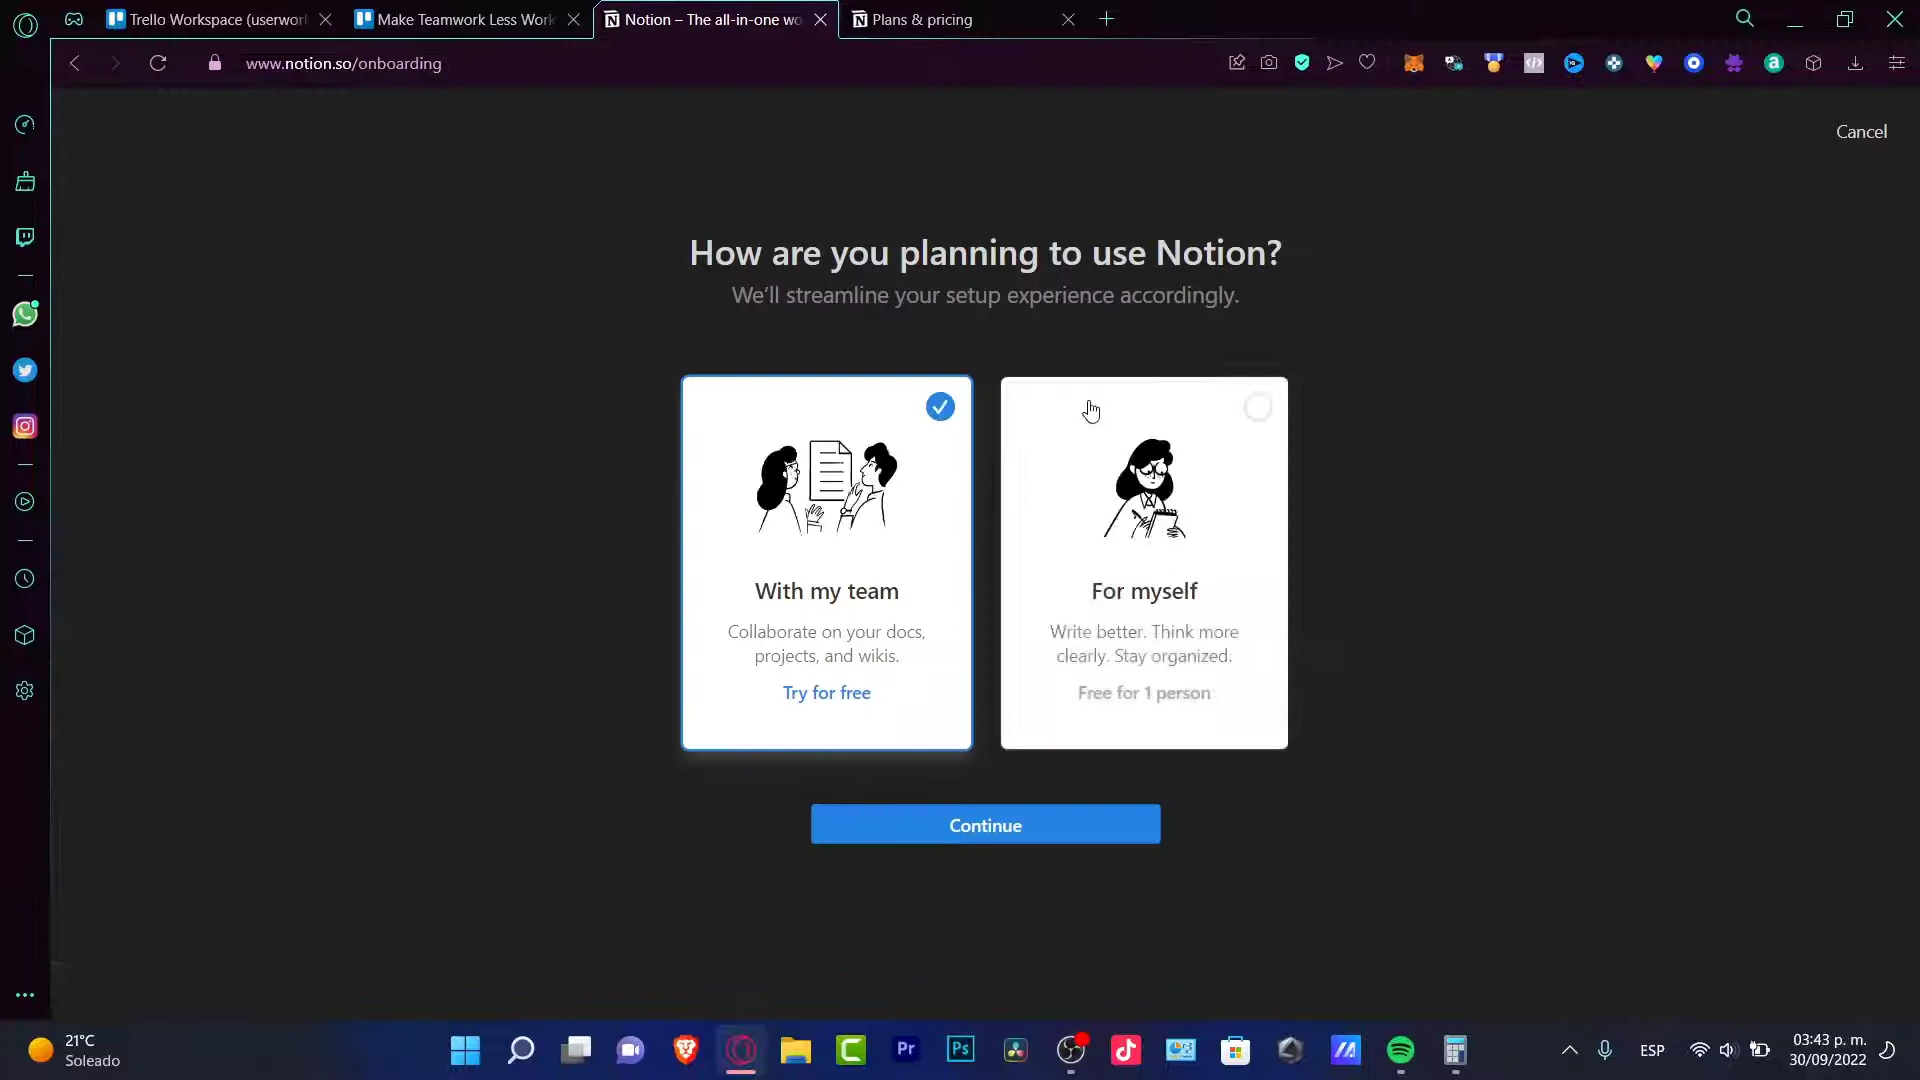 Trello Workspace (userworl
Make Teamwork Less Work
Notion – The all-in-one wo
Plans & pricing
www.notion.so/onboarding
Cancel
How are you planning to use Notion?
We'll streamline your setup experience accordingly.
With my team
Collaborate on your docs,
projects, and wikis.
Try for free
For myself
Write better. Think more
clearly. Stay organized.
Free for 1 person
Continue
21°C
Soleado
Pr
Ps
ESP
03:43 p. m.
30/09/2022